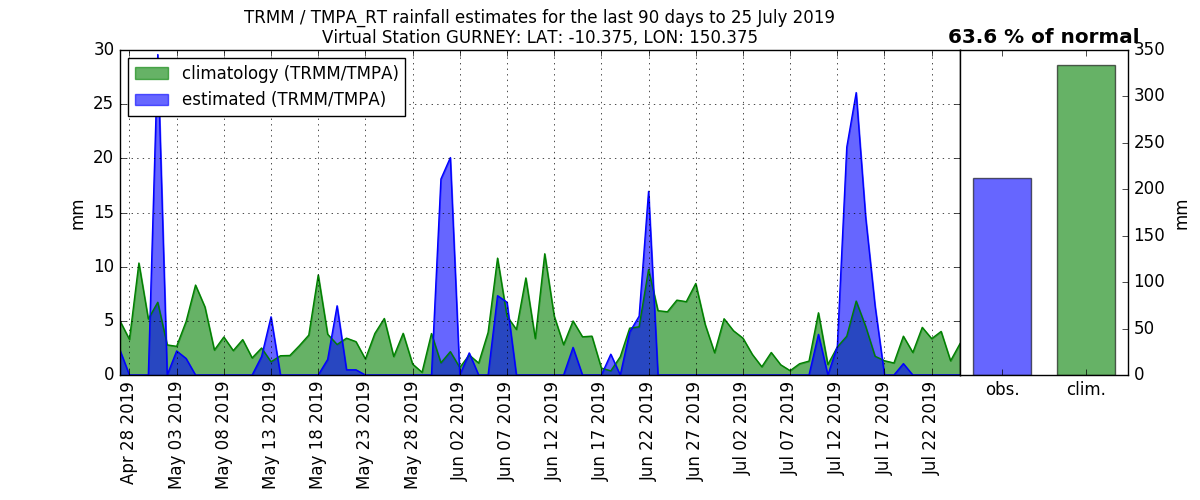 TRMM / TMPA_RT rainfall estimates for the last 90 days to 25 July 2019
Virtual Station GURNEY: LAT: -10.375, LON: 150.375
63.6 % of normal
climatology (TRMM/TMPA)
estimated (TRMM/TMPA)
30
25
20
15
10
5
0
mm
Apr 28 2019
May 03 2019
May 08 2019
May 13 2019
May 18 2019
May 23 2019
May 28 2019
Jun 02 2019
Jun 07 2019
Jun 12 2019
Jun 17 2019
Jun 22 2019
Jun 27 2019
Jul 02 2019
Jul 07 2019
Jul 12 2019
Jul 17 2019
Jul 22 2019
obs.
clim.
350
300
250
200
150
100
50
0
mm